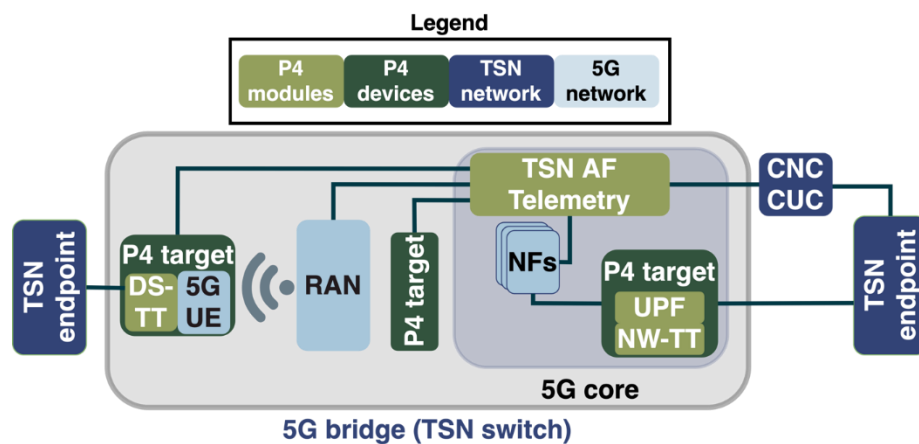 Legend
P4
modules
P4
devices
TSN
network
5G
network
TSN AF
Telemetry
CNC
CUC
TSN
endpoint
P4 target
DS-
TT
5G
UE
RAN
P4 target
NFs
P4 target
UPF
NW-TT
TSN
endpoint
5G core
5G bridge (TSN switch)